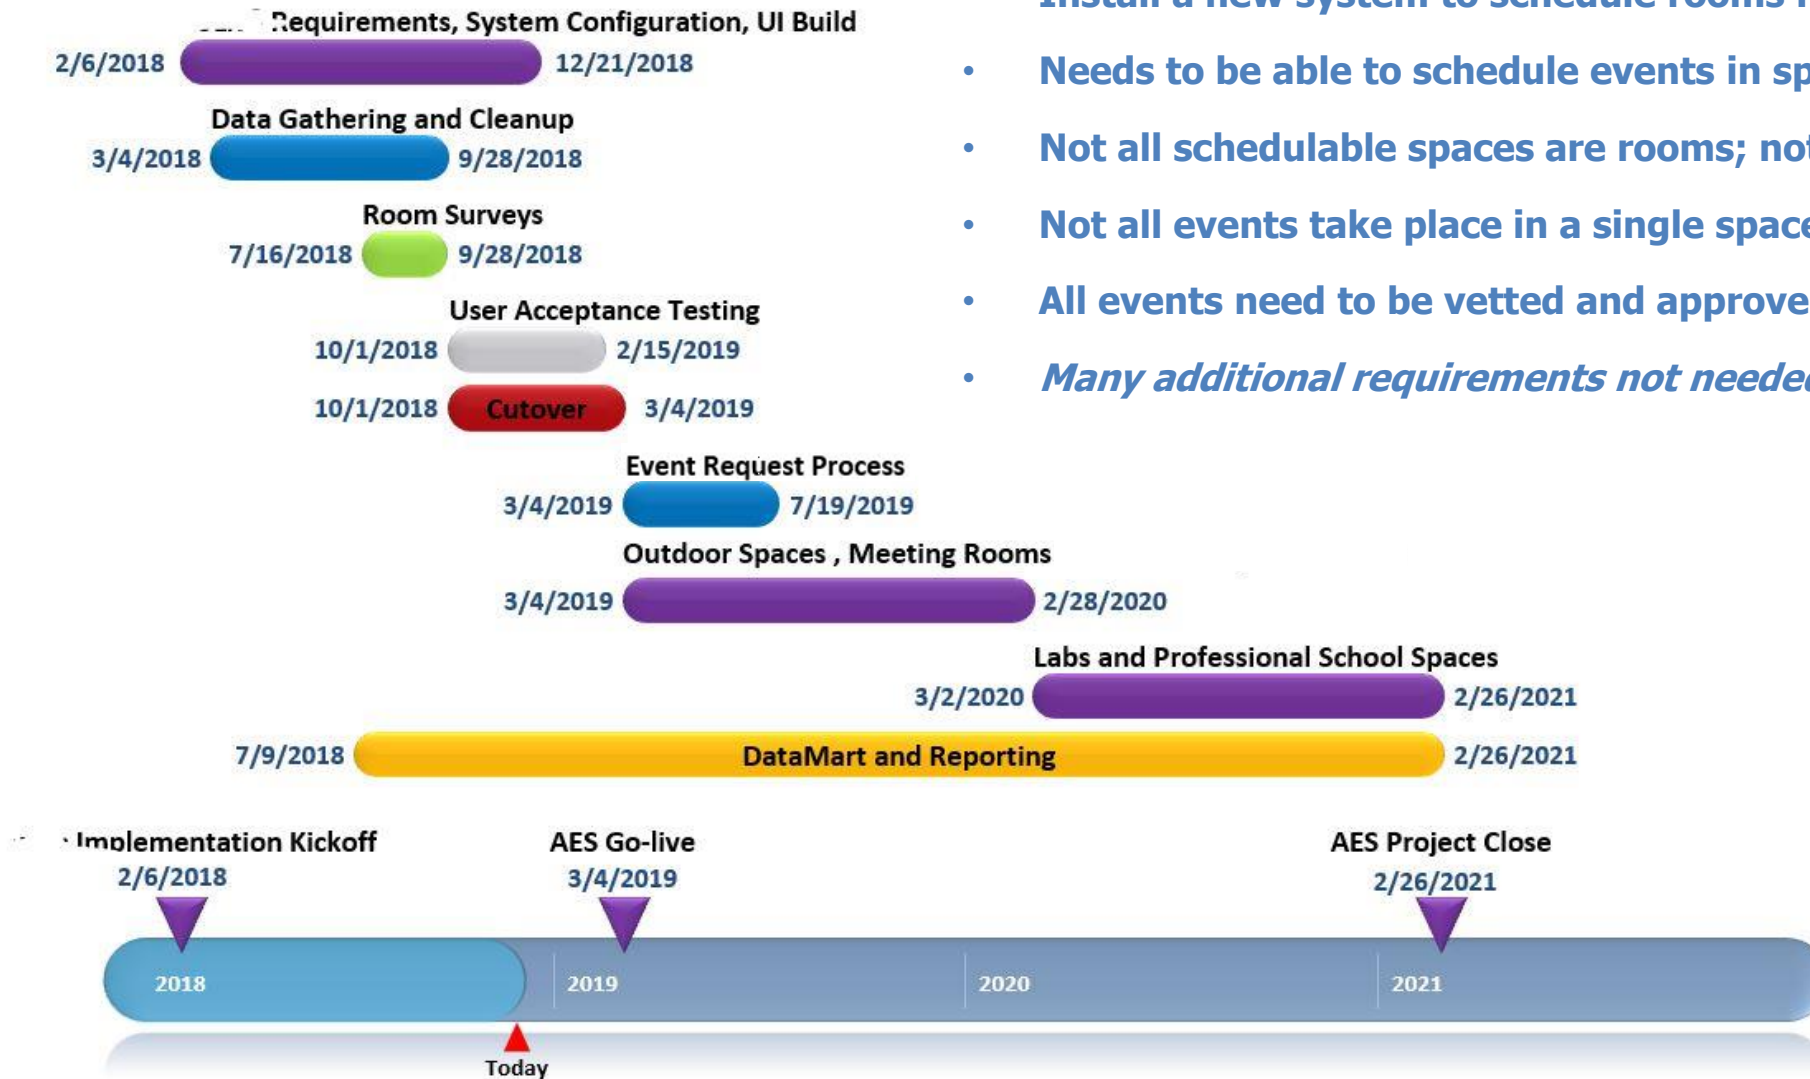 Requirements, System Configuration, UI Build
2/6/2018 12/21/2018
Data Gathering and Cleanup
3/4/2018 9/28/2018
Room Surveys
7/16/2018 9/28/2018
User Acceptance Testing
10/1/2018 2/15/2019
10/1/2018 Cutover 3/4/2019
Event Request Process
3/4/2019 7/19/2019
Outdoor Spaces , Meeting Rooms
3/4/2019 2/28/2020
Labs and Professional School Spaces
3/2/2020 2/26/2021
7/9/2018 DataMart and Reporting 2/26/2021
Install a new system to schedule rooms
• Needs to be able to schedule events in sp
• Not all schedulable spaces are rooms; not
• Not all events take place in a single space
• All events need to be vetted and approve
• Many additional requirements not needed
Implementation Kickoff
2/6/2018
AES Go-live
3/4/2019
AES Project Close
2/26/2021
2018 2019 2020 2021
Today